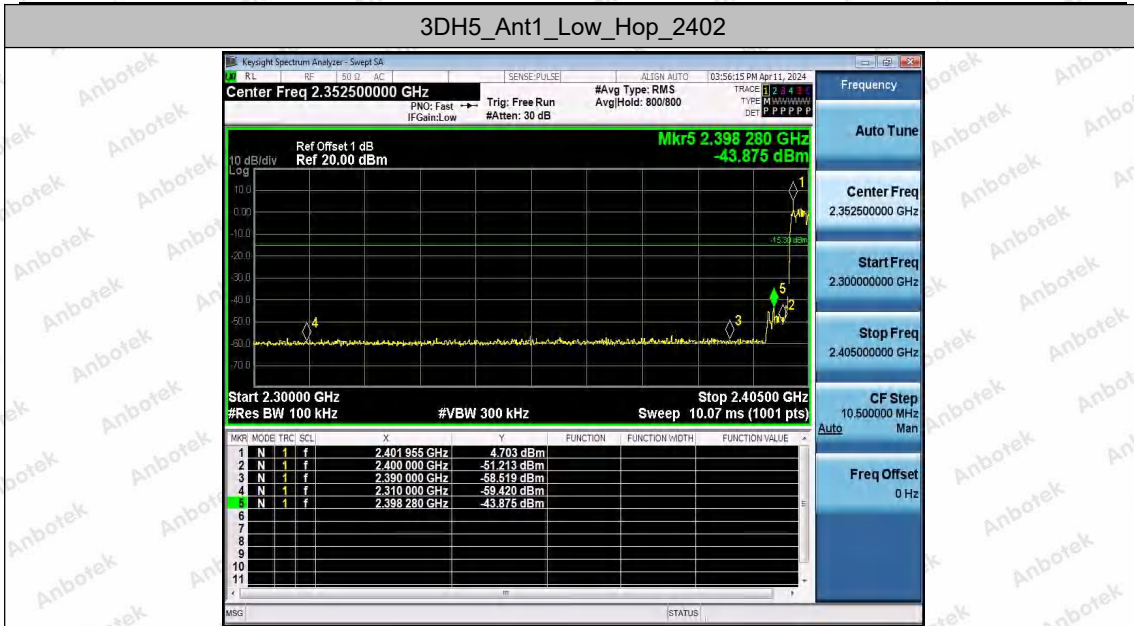 3DH5_Ant1_Low_Hop_2402
Keysight Spectrum Analyzer - Swept SA
RL RF 50 Ω AC SENSE:PULSE ALIGN AUTO 03:56:15 PM Apr 11, 2024
Center Freq 2.352500000 GHz
PNO: Fast
IFGain:Low
Trig: Free Run
#Atten: 30 dB
#Avg Type: RMS
Avg|Hold: 800/800
TRACE 1 2 3 4 5 6
TYPE M WWWWW
DET P P P P P P
Mkr5 2.398 280 GHz
-43.875 dBm
Ref Offset 1 dB
10 dB/div Ref 20.00 dBm
Log
10.0
0.00
-10.0
-20.0
-30.0
-40.0
-50.0
-60.0
-70.0
-15.30 dBm
1
5
2
3
4
Start 2.30000 GHz Stop 2.40500 GHz
#Res BW 100 kHz #VBW 300 kHz Sweep 10.07 ms (1001 pts)
MKR MODE TRC SCL X Y FUNCTION FUNCTION WIDTH FUNCTION VALUE
1 N 1 f 2.401 955 GHz 4.703 dBm
2 N 1 f 2.400 000 GHz -51.213 dBm
3 N 1 f 2.390 000 GHz -58.519 dBm
4 N 1 f 2.310 000 GHz -59.420 dBm
5 N 1 f 2.398 280 GHz -43.875 dBm
6
7
8
9
10
11
MSG STATUS
Frequency
Auto Tune
Center Freq
2.352500000 GHz
Start Freq
2.300000000 GHz
Stop Freq
2.405000000 GHz
CF Step
10.500000 MHz
Auto Man
Freq Offset
0 Hz
Anbotek